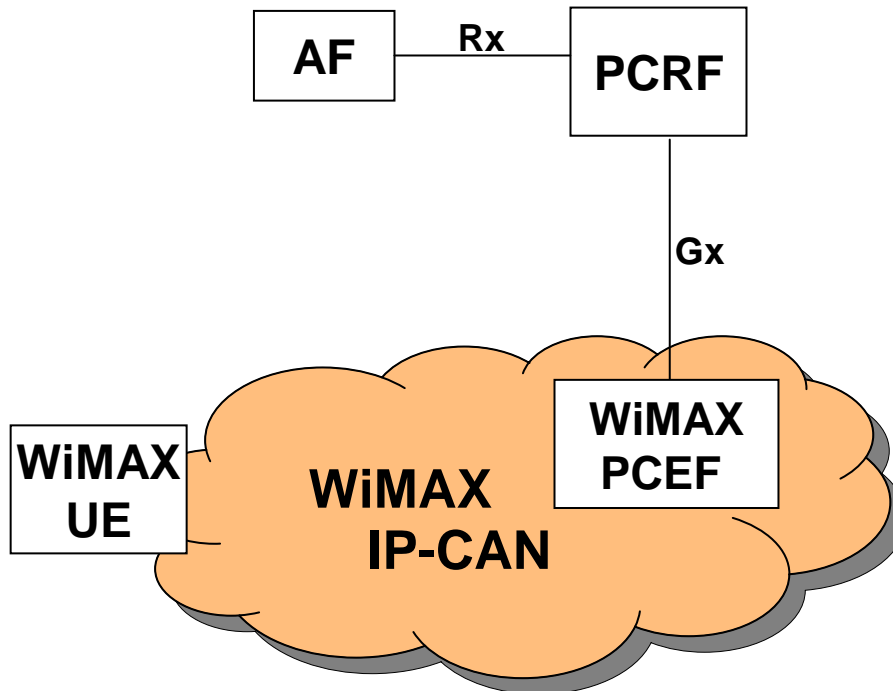 AF
Rx
PCRF
Gx
WiMAX
PCEF
WiMAX
UE
WiMAX
IP-CAN